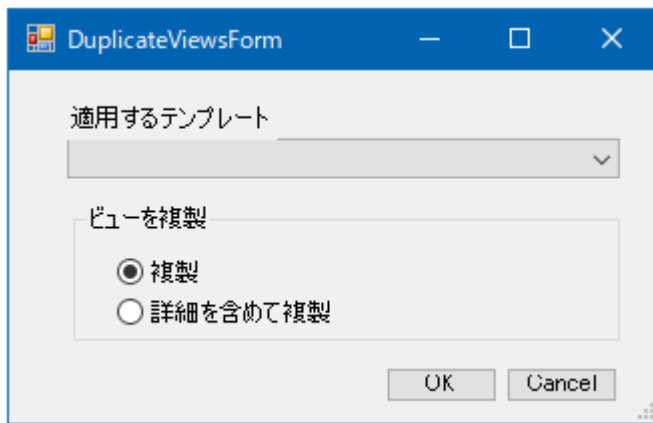 DuplicateViewsForm
適用するテンプレート
ビューを複製
複製
詳細を含めて複製
OK Cancel